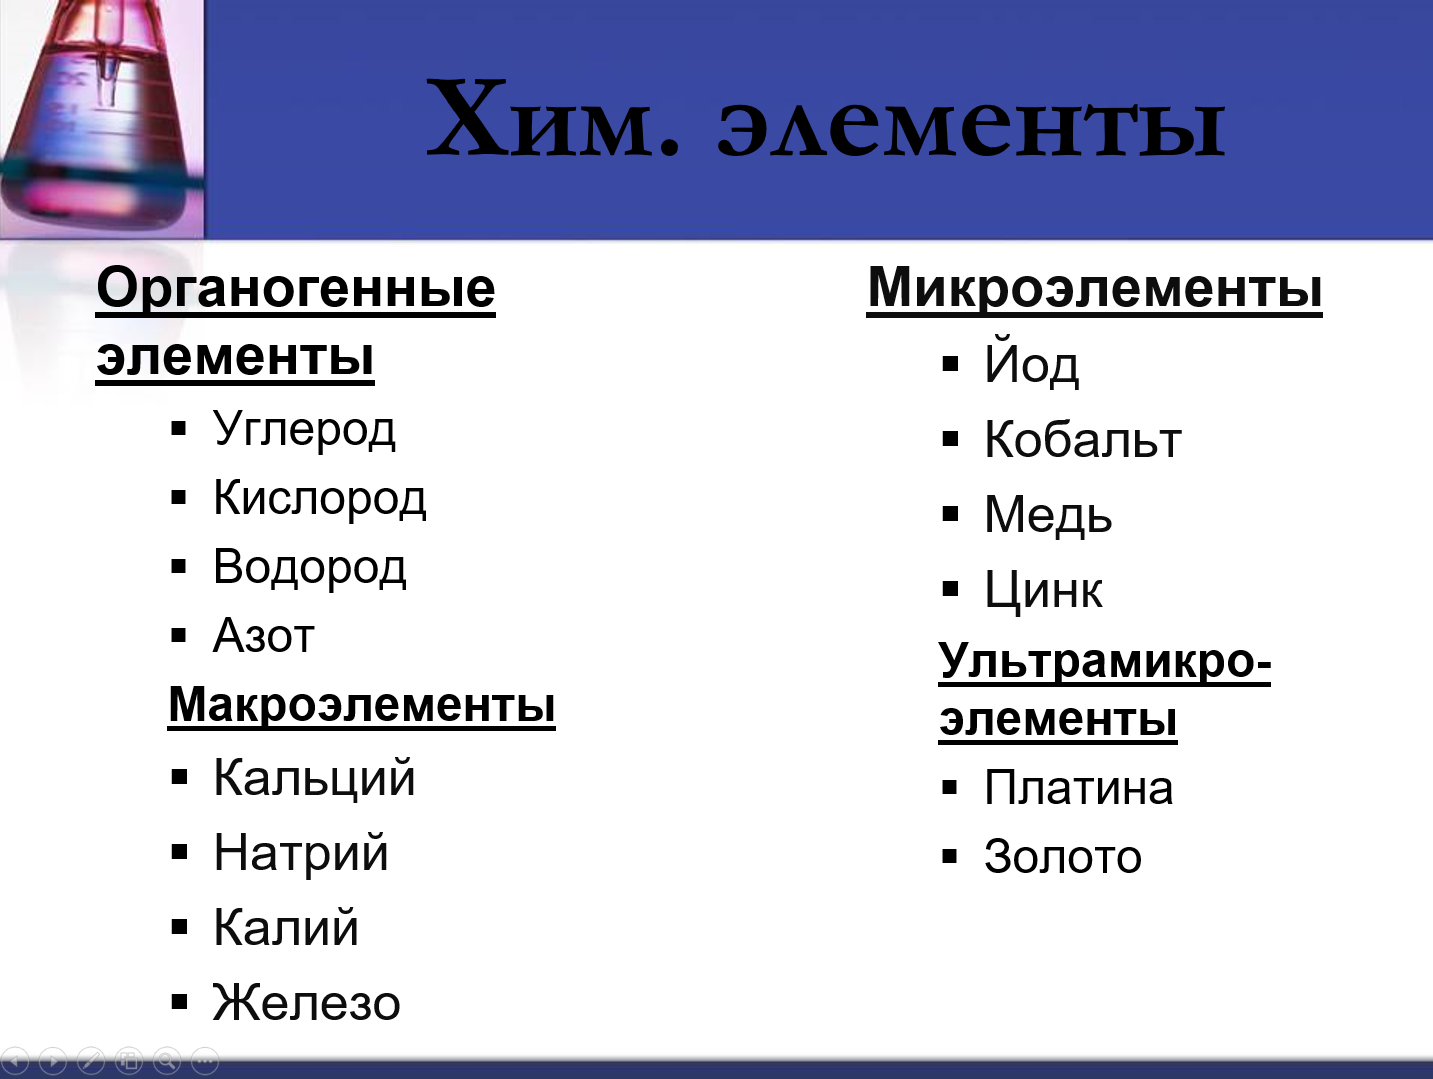 Хим. элементы
Органогенные
элементы
▪ Углерод
▪ Кислород
▪ Водород
▪ Азот
Макроэлементы
▪ Кальций
▪ Натрий
▪ Калий
▪ Железо
Микроэлементы
▪ Йод
▪ Кобальт
▪ Медь
▪ Цинк
Ультрамикро-
элементы
▪ Платина
▪ Золото